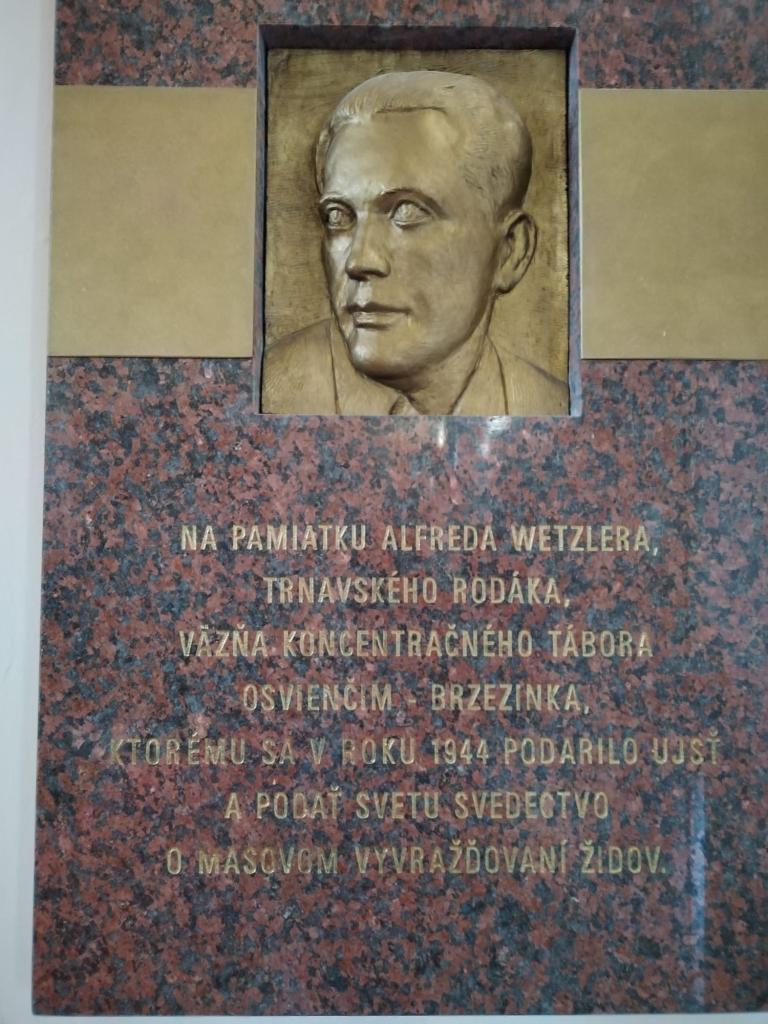 NA PAMIATKU ALFREDA WETZLERA,
TRNAVSKÉHO RODÁKA,
VÄZŇA KONCENTRAČNÉHO TÁBORA
OSVIENČIM - BRZEZINKA,
KTORÉMU SA V ROKU 1944 PODARILO UJSŤ
A PODAŤ SVETU SVEDECTVO
O MASOVOM VYVRAŽĎOVANÍ ŽIDOV.